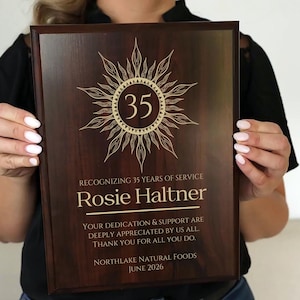 35
RECOGNIZING 35 YEARS OF SERVICE
Rosie Haltner
YOUR DEDICATION & SUPPORT ARE
DEEPLY APPRECIATED BY US ALL.
THANK YOU FOR ALL YOU DO.
NORTHLAKE NATURAL FOODS
JUNE 2026